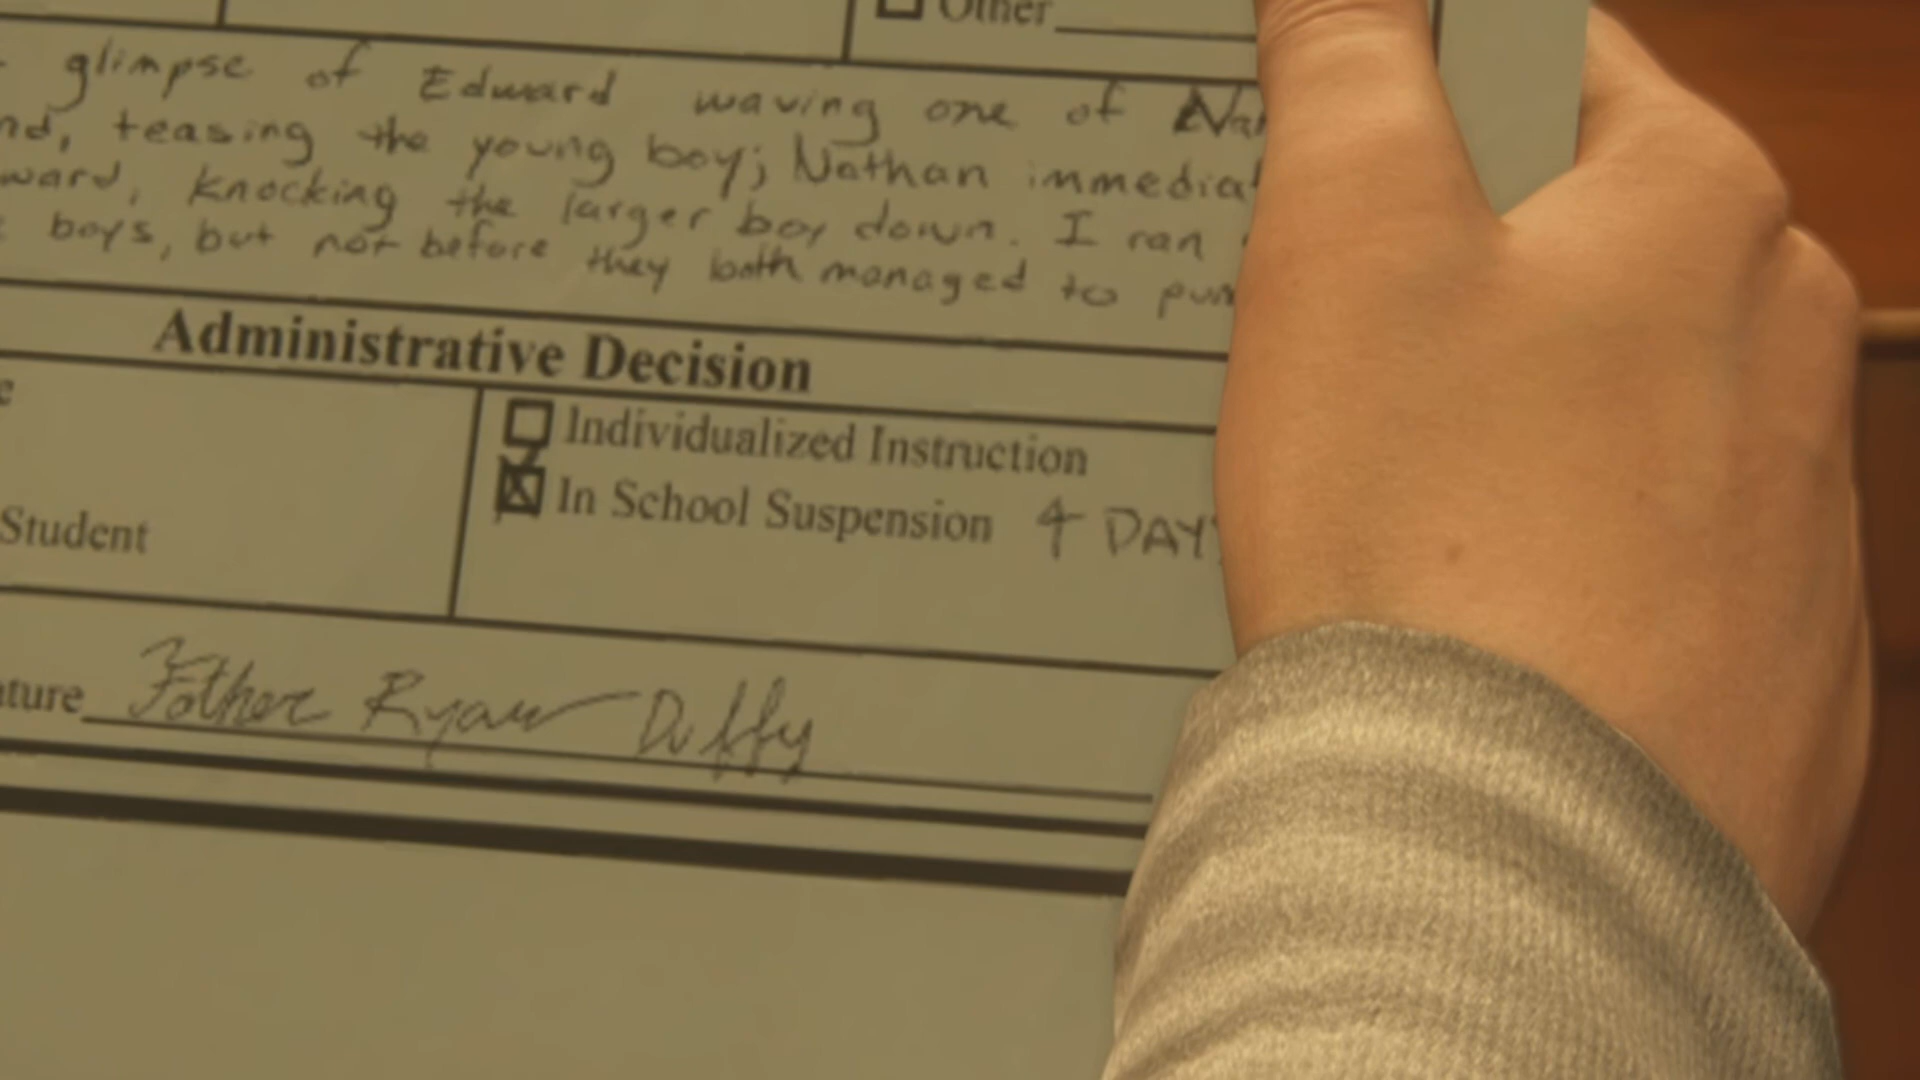 Other
glimpse of Edward waving one of
teasing the young boy; Nathan
knocking the larger boy down. I ran
boys, but not before they both managed to
Administrative Decision
Individualized Instruction
In School Suspension 4 DAY
Student
Father Ryan Duffy